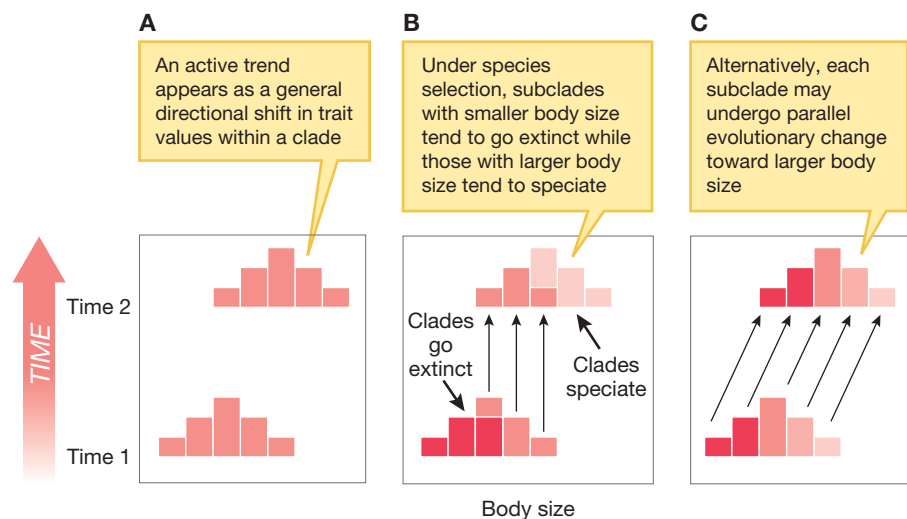 A
An active trend
appears as a general
directional shift in trait
values within a clade
B
Under species
selection, subclades
with smaller body size
tend to go extinct while
those with larger body
size tend to speciate
C
Alternatively, each
subclade may
undergo parallel
evolutionary change
toward larger body
size
TIME
Time 2
Time 1
Clades
go
extinct
Clades
speciate
Body size